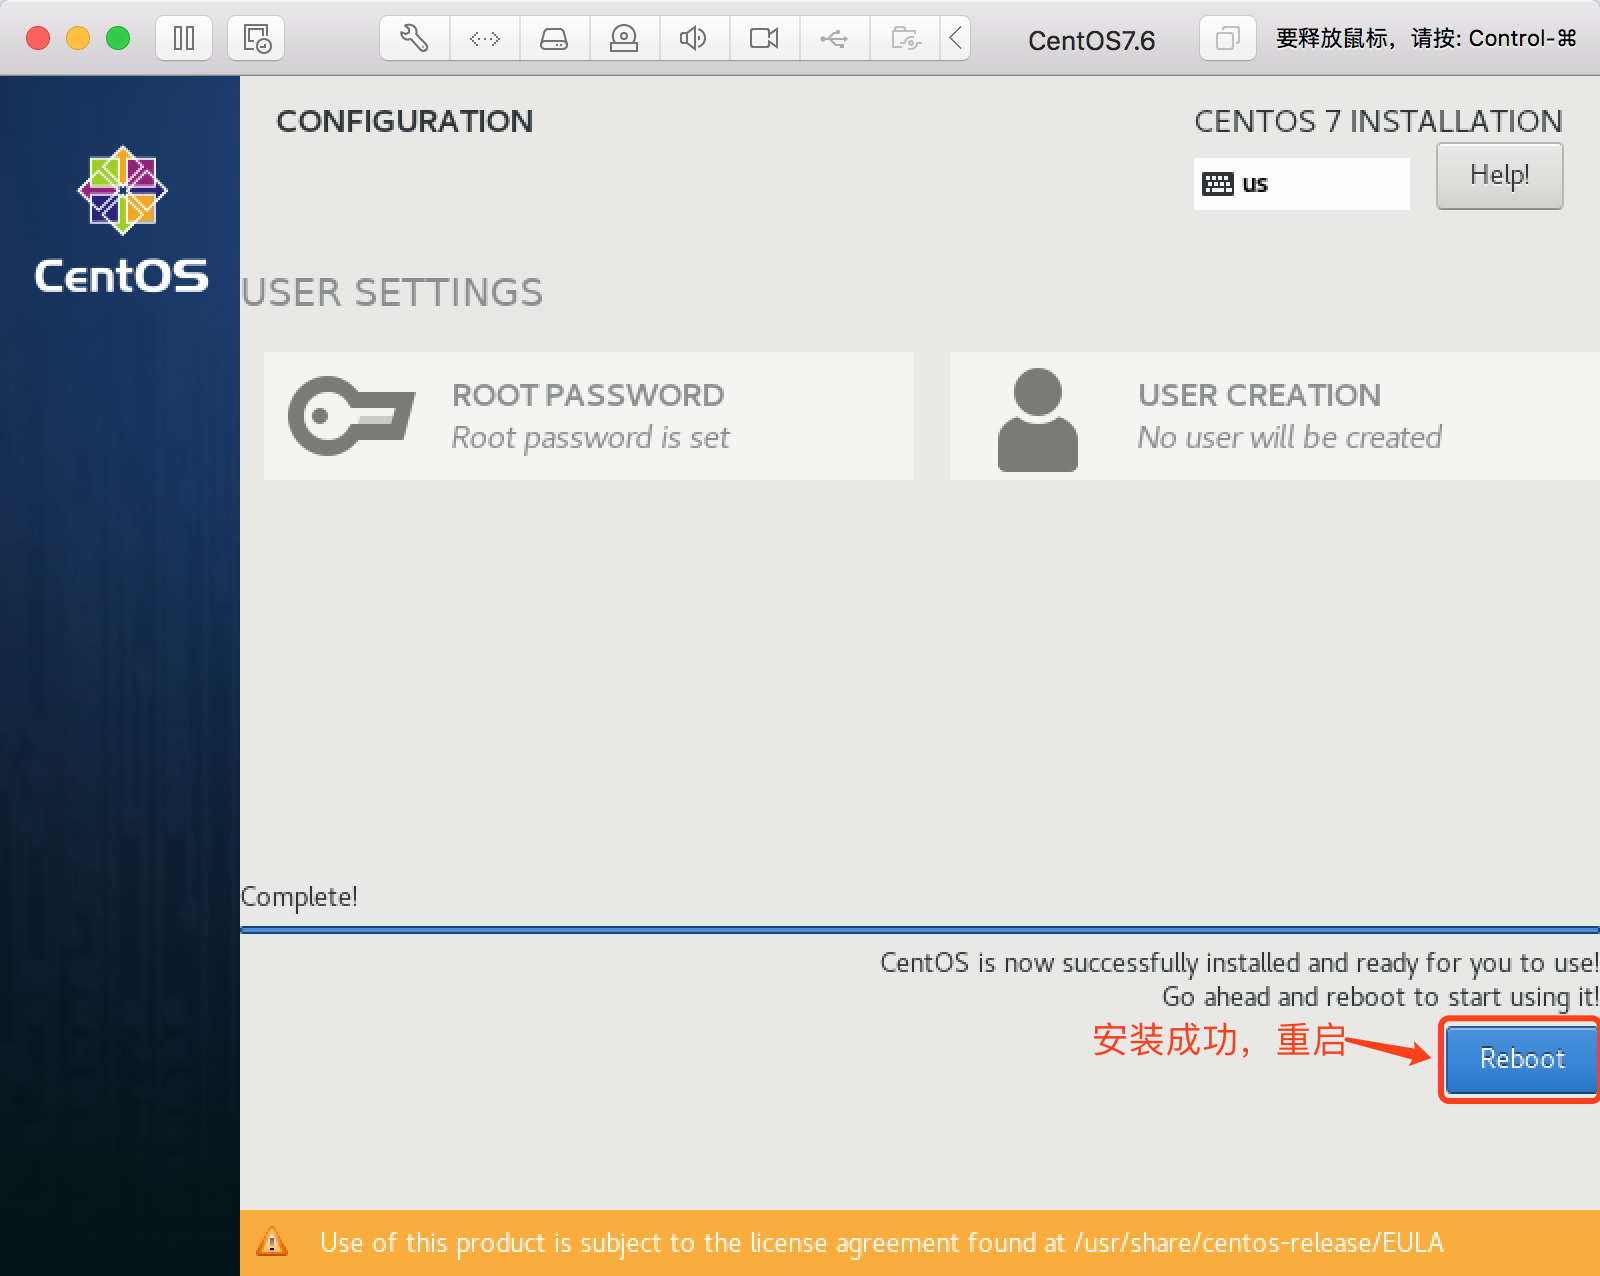 CentOS7.6
要释放鼠标，请按: Control-⌘
CentOS
CONFIGURATION
CENTOS 7 INSTALLATION
us
Help!
USER SETTINGS
ROOT PASSWORD
Root password is set
USER CREATION
No user will be created
Complete!
CentOS is now successfully installed and ready for you to use!
Go ahead and reboot to start using it!
安装成功，重启
Reboot
Use of this product is subject to the license agreement found at /usr/share/centos-release/EULA